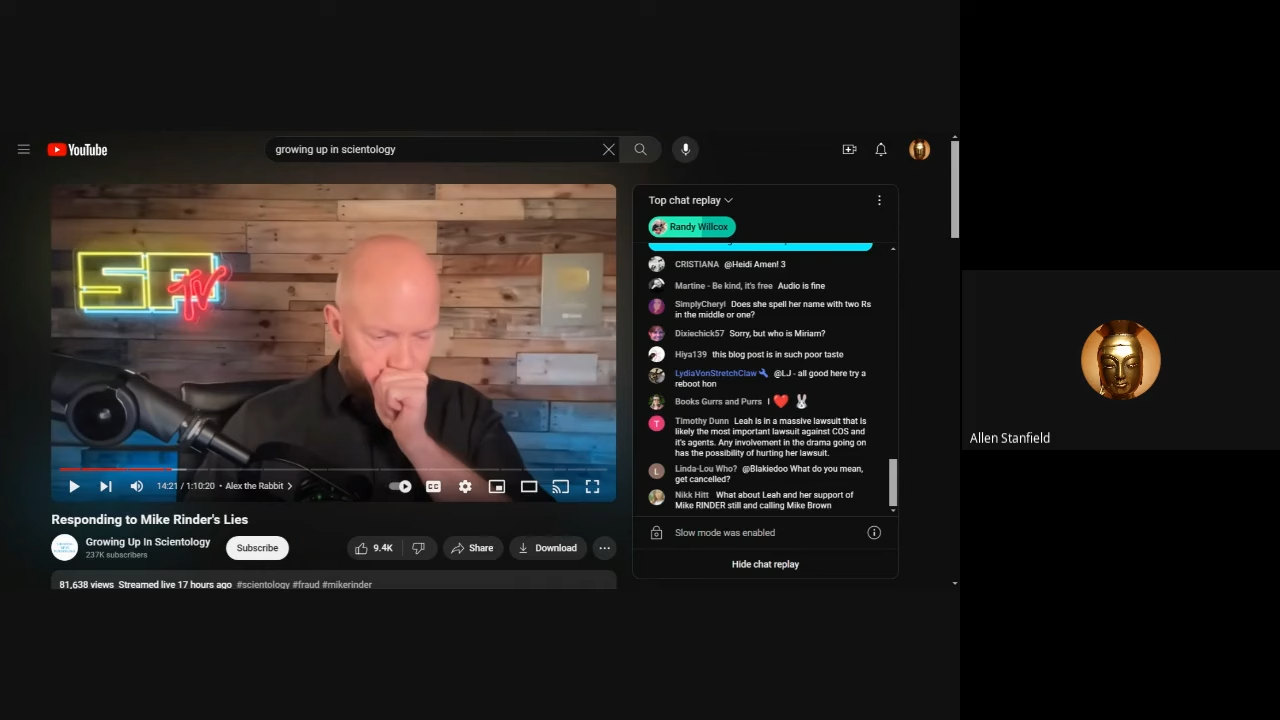 YouTube
growing up in scientology
SPTV
14:21 / 1:10:20 • Alex the Rabbit
CC
Responding to Mike Rinder's Lies
Growing Up In Scientology
237K subscribers
Subscribe
9.4K
Share
Download
81,638 views Streamed live 17 hours ago #scientology #fraud #mikerinder
Top chat replay
Randy Willcox
CRISTIANA @Heidi Amen! 3
Martine - Be kind, it's free Audio is fine
SimplyCheryl Does she spell her name with two Rs
in the middle or one?
Dixiechick57 Sorry, but who is Miriam?
Hiya139 this blog post is in such poor taste
LydiaVonStretchClaw @LJ - all good here try a
reboot hon
Books Gurrs and Purrs I ❤️ 🐰
T
Timothy Dunn Leah is in a massive lawsuit that is
likely the most important lawsuit against COS and
it's agents. Any involvement in the drama going on
has the possibility of hurting her lawsuit.
L
Linda-Lou Who? @Blakiedoo What do you mean,
get cancelled?
Nikk Hitt What about Leah and her support of
Mike RINDER still and calling Mike Brown
Slow mode was enabled
Hide chat replay
Allen Stanfield